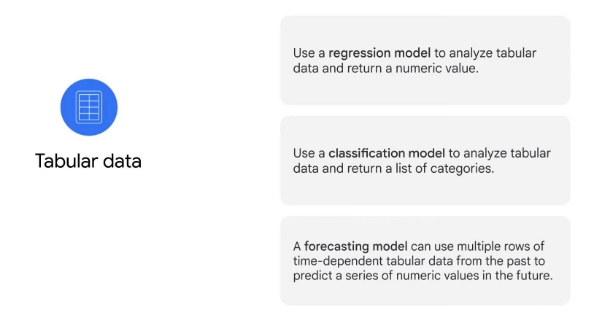 Tabular data
Use a regression model to analyze tabular
data and return a numeric value.
Use a classification model to analyze tabular
data and return a list of categories.
A forecasting model can use multiple rows of
time-dependent tabular data from the past to
predict a series of numeric values in the future.